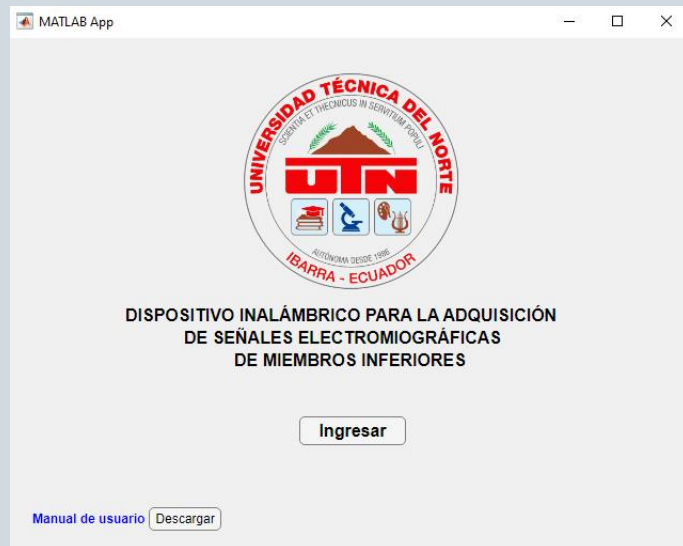 MATLAB App
UNIVERSIDAD TÉCNICA DEL NORTE
SCIENTIA ET THECNICUS IN SERVITIUM POPULI
UTN
AUTÓNOMA DESDE 1986
IBARRA - ECUADOR
DISPOSITIVO INALÁMBRICO PARA LA ADQUISICIÓN
DE SEÑALES ELECTROMIOGRÁFICAS
DE MIEMBROS INFERIORES
Ingresar
Manual de usuario Descargar